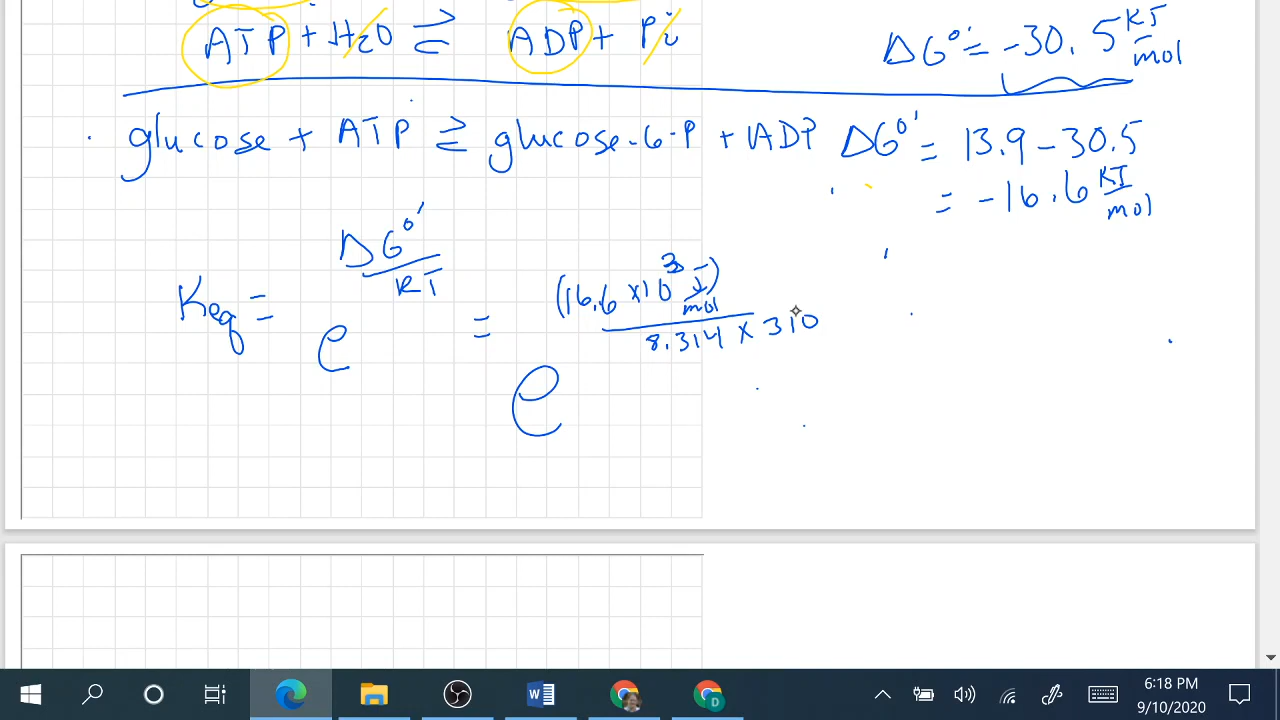 ATP + H2O ⇌ ADP + Pi ΔG°' = -30.5 KJ/mol
glucose + ATP ⇌ glucose-6-P + ADP ΔG°' = 13.9 - 30.5
= -16.6 KJ/mol
Keq = e^(ΔG°'/RT) = e^((16.6 × 10^3 J/mol)/(8.314 × 310))
6:18 PM
9/10/2020